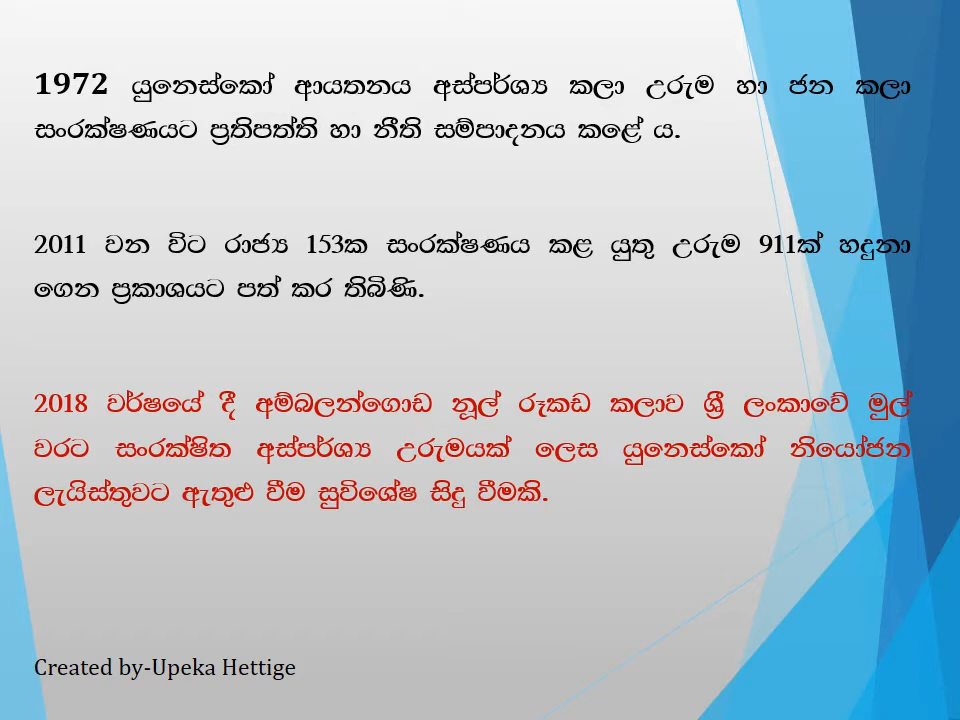 1972 යුනෙස්කෝ ආයතනය අස්පර්ශ්‍ය කලා උරුම හා ජන කලා
සංරක්ෂණයට ප්‍රතිපත්ති හා නීති සම්පාදනය කළේ ය.
2011 වන විට රාජ්‍ය 153ක සංරක්ෂණය කළ යුතු උරුම 911ක් හදුනා
ගෙන ප්‍රකාශයට පත් කර තිබිණි.
2018 වර්ෂයේ දී අම්බලන්ගොඩ නූල් රූකඩ කලාව ශ්‍රී ලංකාවේ මුල්
වරට සංරක්ෂිත අස්පර්ශ්‍ය උරුමයක් ලෙස යුනෙස්කෝ නියෝජන
ලැයිස්තුවට ඇතුළු වීම සුවිශේෂ සිදු වීමකි.
Created by-Upeka Hettige